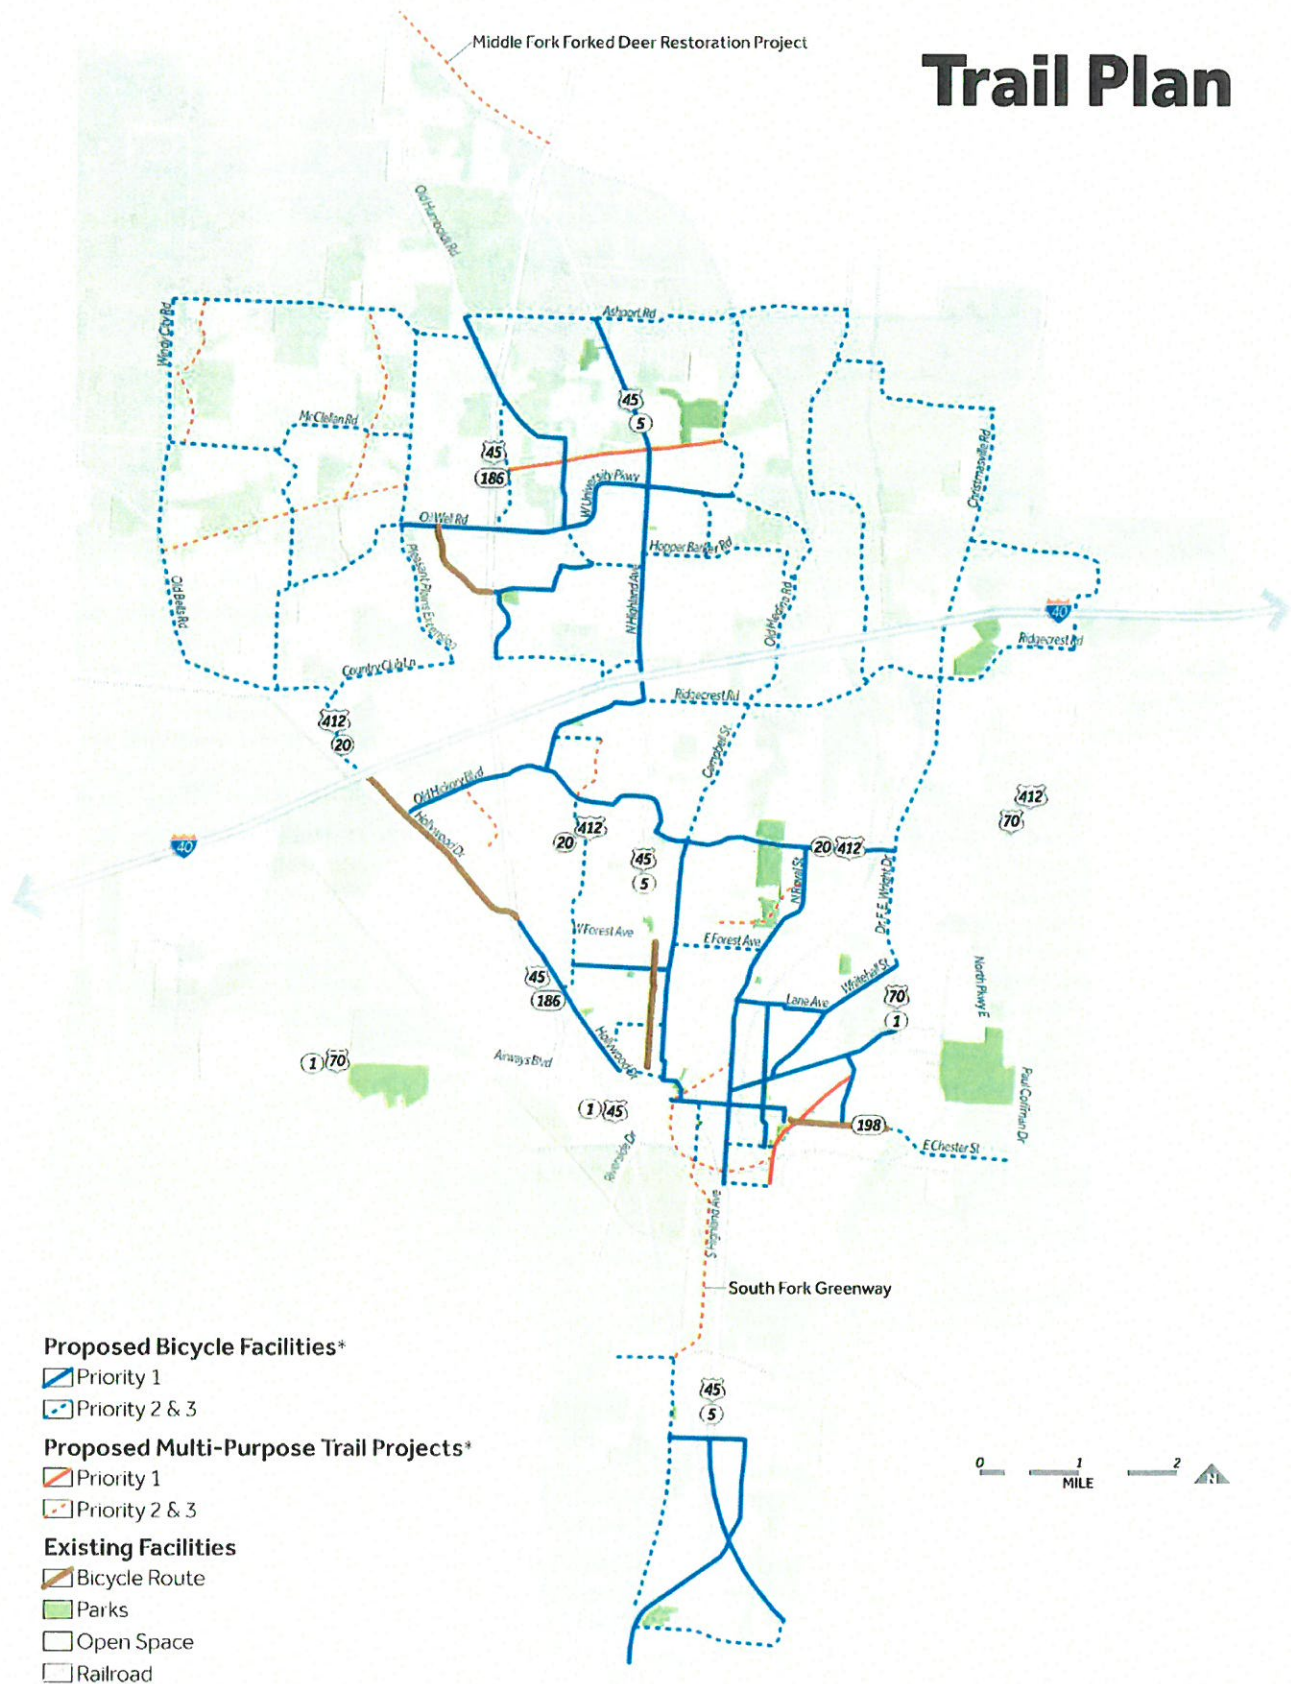 Middle Fork Forked Deer Restoration Project
Trail Plan
Old Humboldt Rd
Ashport Rd
Windy City Rd
45
5
McClellan Rd
45
186
Christmasville Rd
W University Pkwy
Oil Well Rd
Hopper Barker Rd
Pleasant Plains Extension
Old Bells Rd
N Highland Ave
Old Medina Rd
40
Ridgecrest Rd
Country Club Ln
Ridgecrest Rd
412
20
Campbell St
Old Hickory Blvd
412
70
Hollywood Dr
412
20
20 412
40
45
5
N Royal St
Dr. F. E. Wright Dr
W Forest Ave
E Forest Ave
45
186
Whitehall St
North Pkwy E
Lane Ave
70
1
Hollywood Dr
Airways Blvd
1 70
Paul Coffman Dr
1 45
198
E Chester St
Riverside Dr
S Highland Ave
South Fork Greenway
Proposed Bicycle Facilities*
Priority 1
Priority 2 & 3
45
5
Proposed Multi-Purpose Trail Projects*
Priority 1
Priority 2 & 3
0 1 2
MILE
N
Existing Facilities
Bicycle Route
Parks
Open Space
Railroad